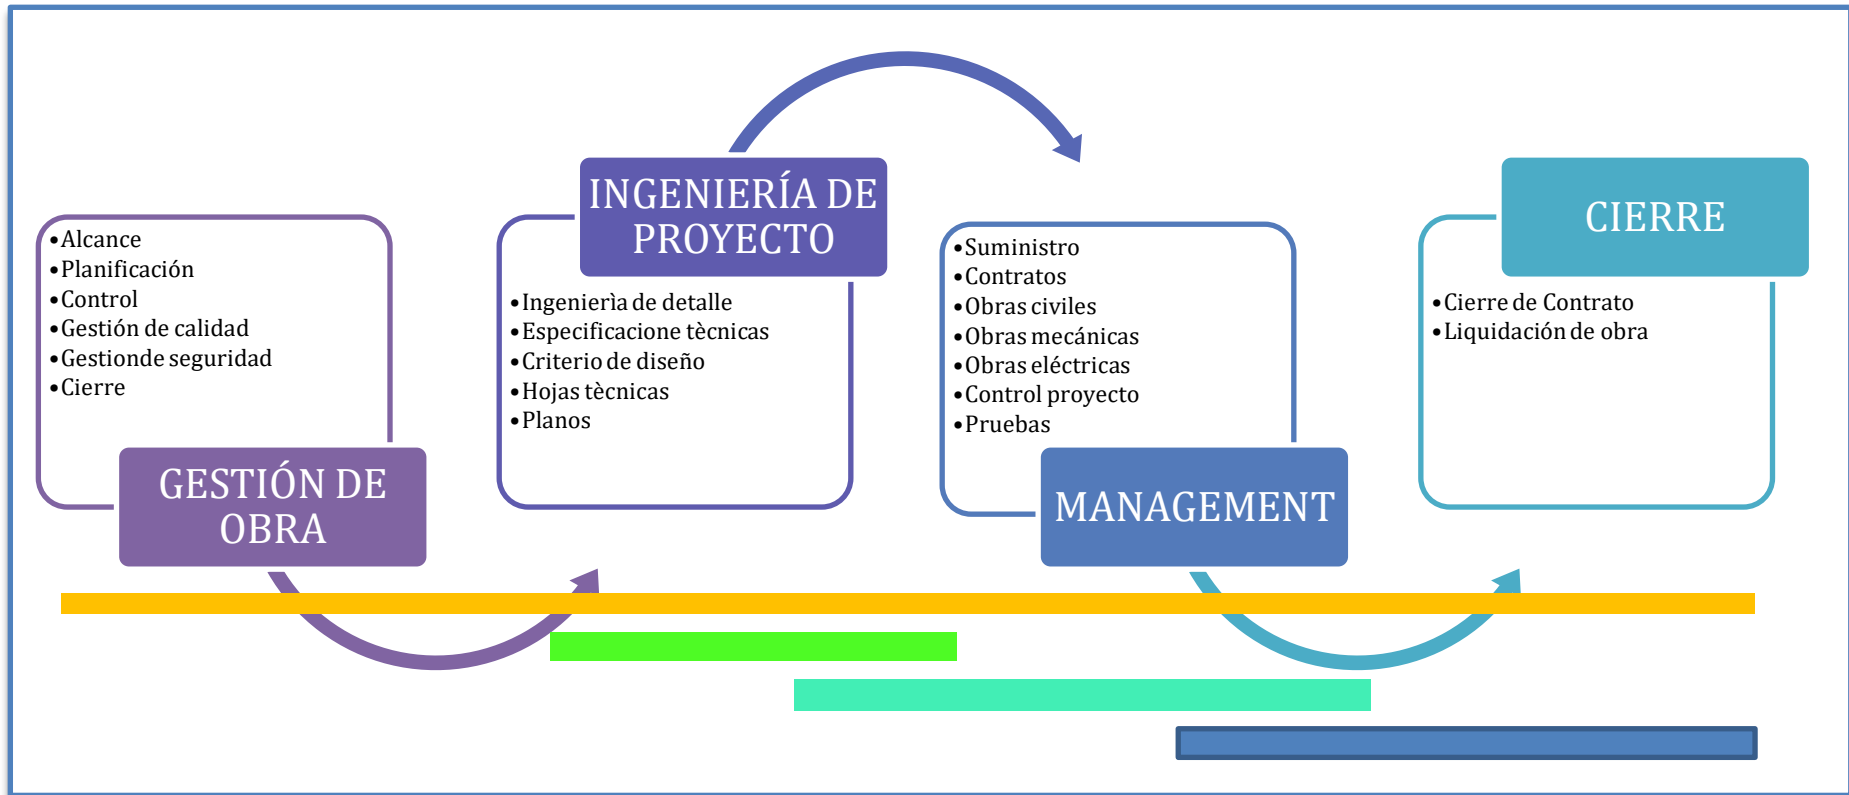 •Alcance
•Planificación
•Control
•Gestión de calidad
•Gestionde seguridad
•Cierre
GESTIÓN DE
OBRA
INGENIERÍA DE
PROYECTO
•Ingenierìa de detalle
•Especificacione tècnicas
•Criterio de diseño
•Hojas tècnicas
•Planos
•Suministro
•Contratos
•Obras civiles
•Obras mecánicas
•Obras eléctricas
•Control proyecto
•Pruebas
MANAGEMENT
CIERRE
•Cierre de Contrato
•Liquidación de obra